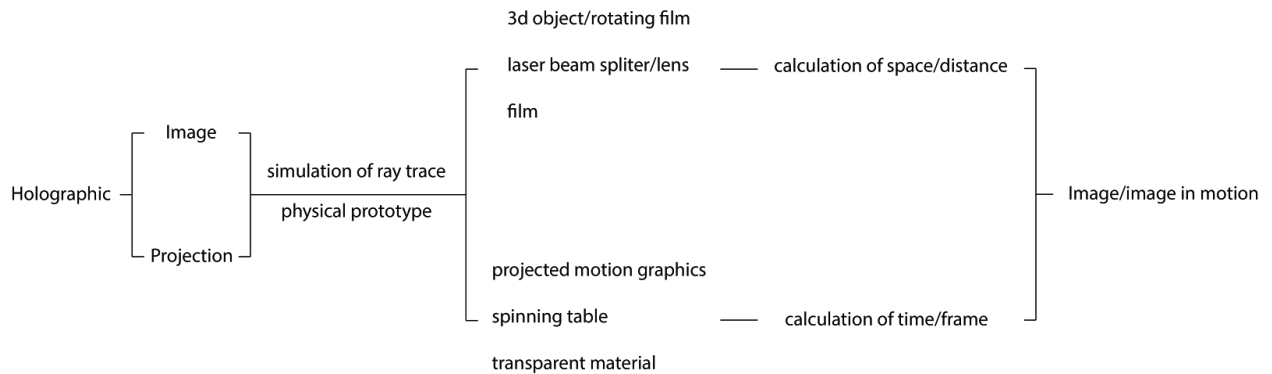 Holographic
Image
Projection
simulation of ray trace
physical prototype
3d object/rotating film
laser beam spliter/lens
film
projected motion graphics
spinning table
transparent material
calculation of space/distance
calculation of time/frame
Image/image in motion